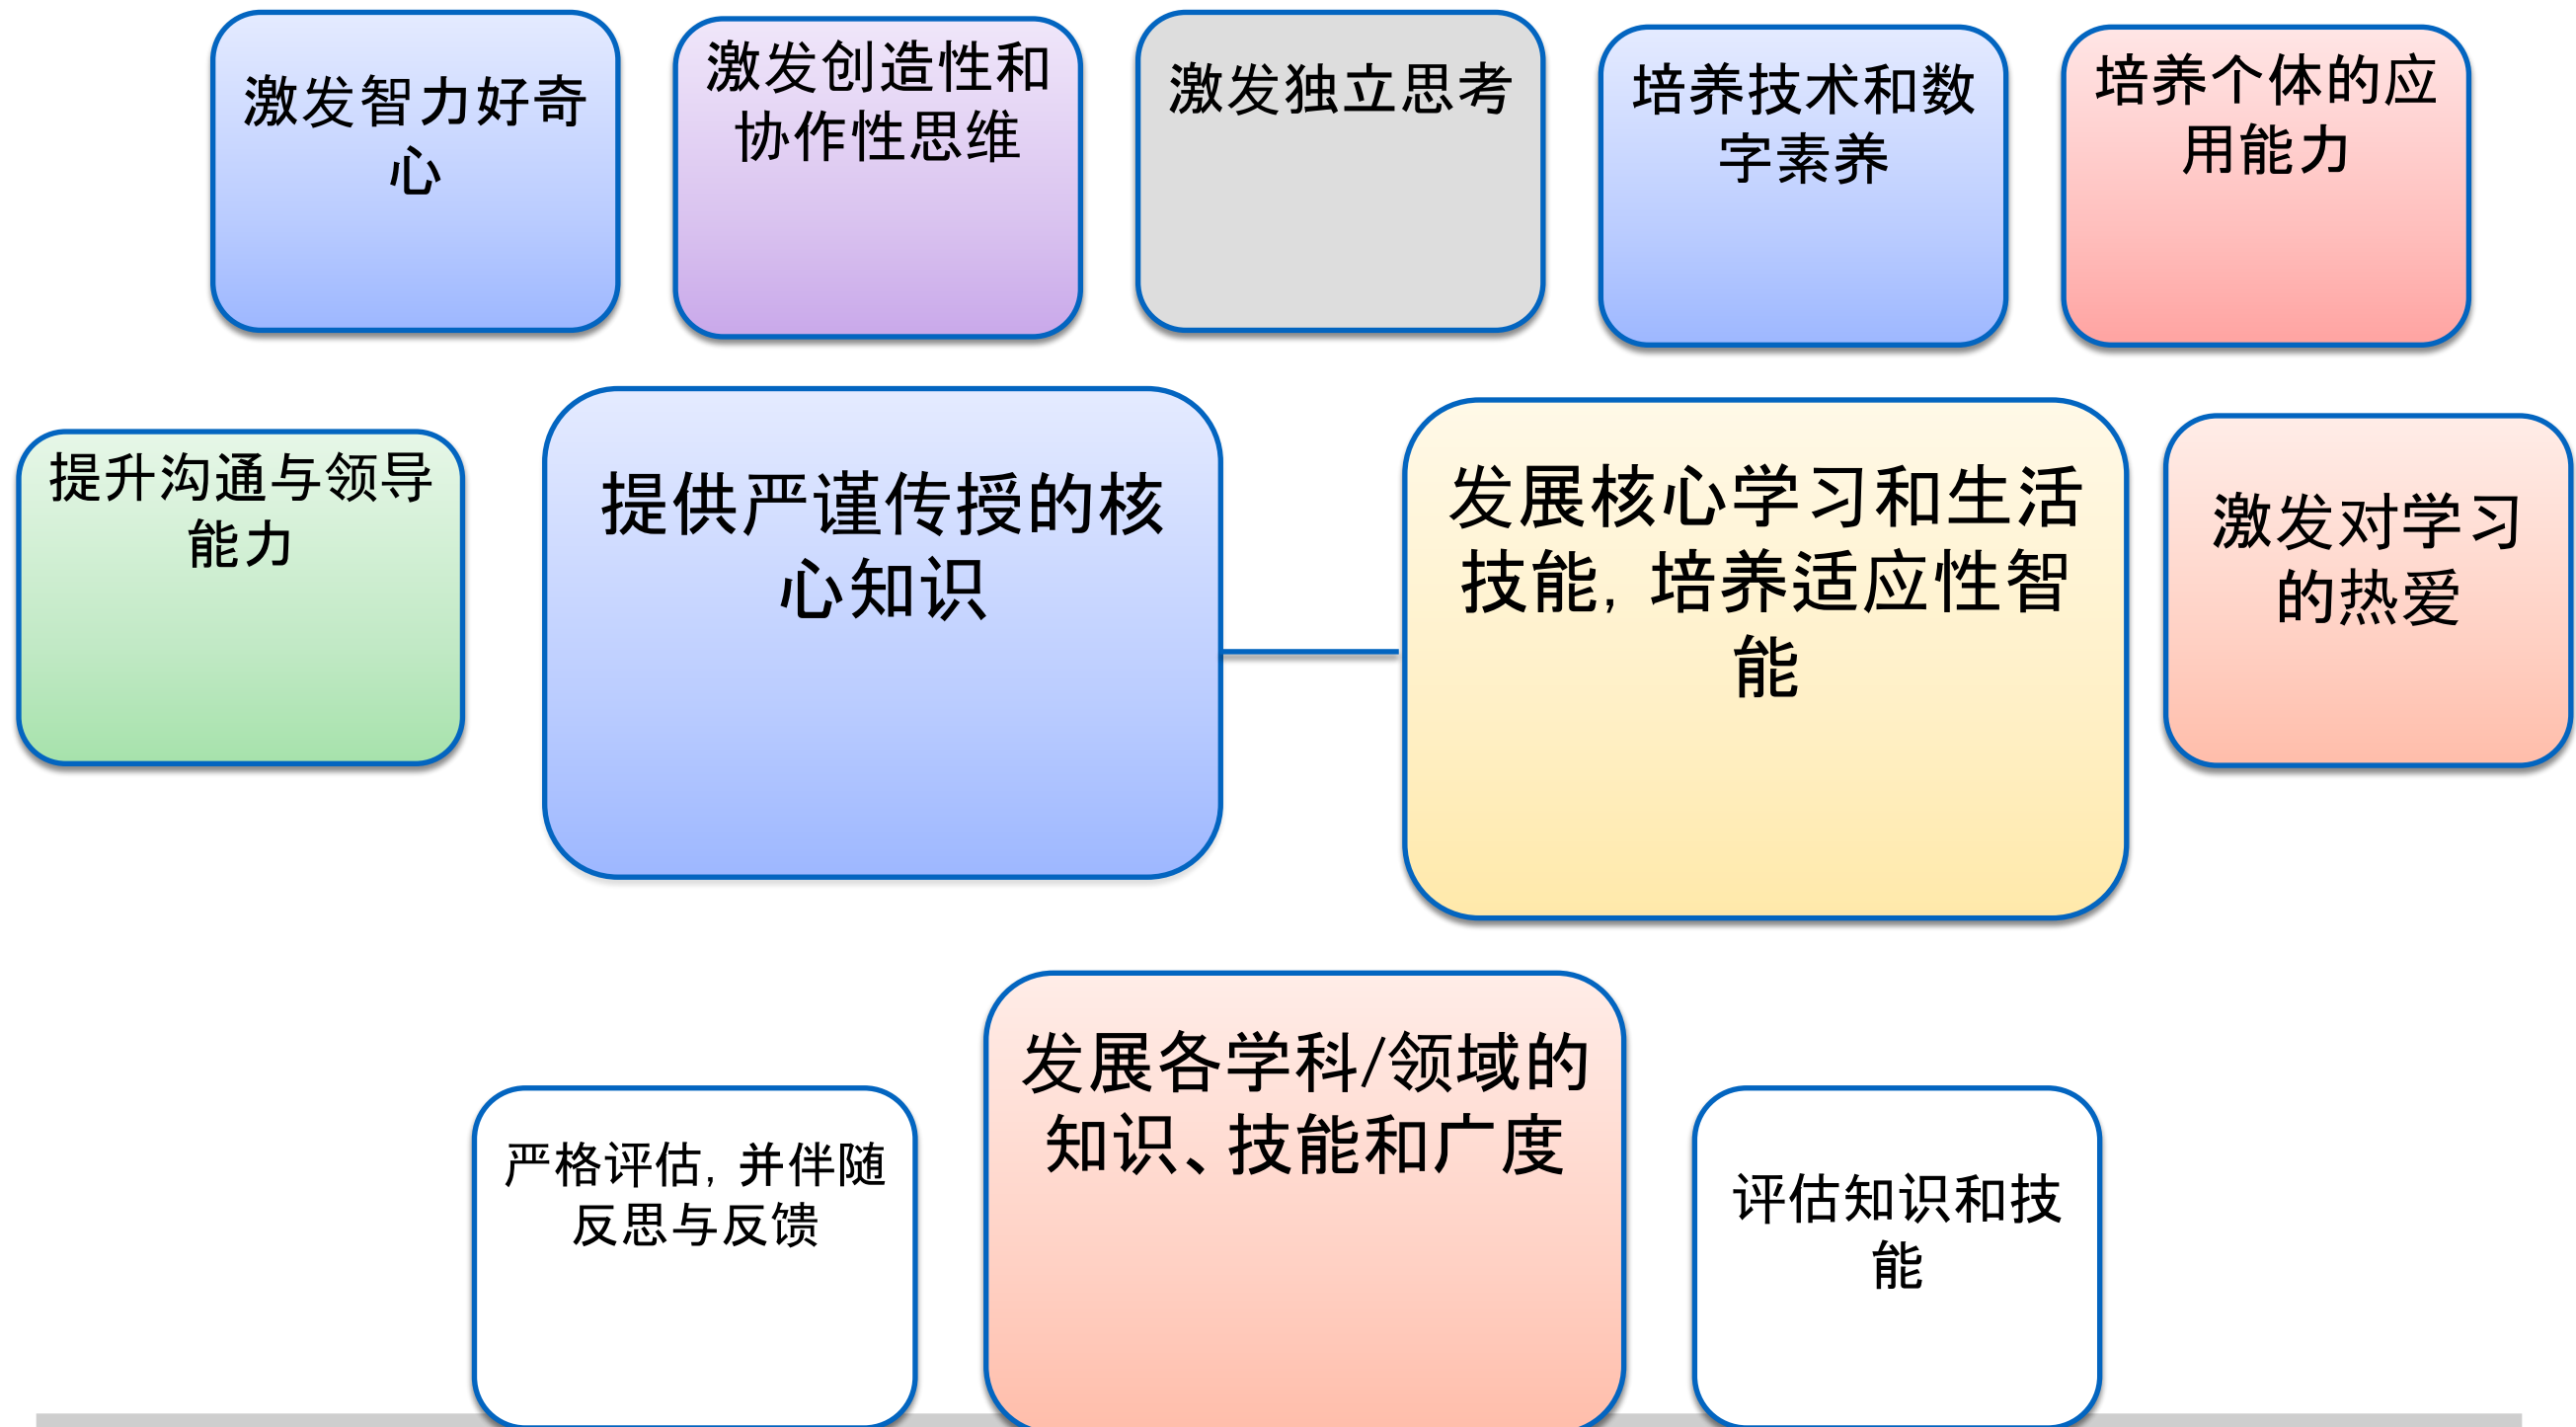 激发智力好奇
心
激发创造性和
协作性思维
激发独立思考
培养技术和数
字素养
培养个体的应
用能力
提升沟通与领导
能力
提供严谨传授的核
心知识
发展核心学习和生活
技能，培养适应性智
能
激发对学习
的热爱
严格评估，并伴随
反思与反馈
发展各学科/领域的
知识、技能和广度
评估知识和技
能